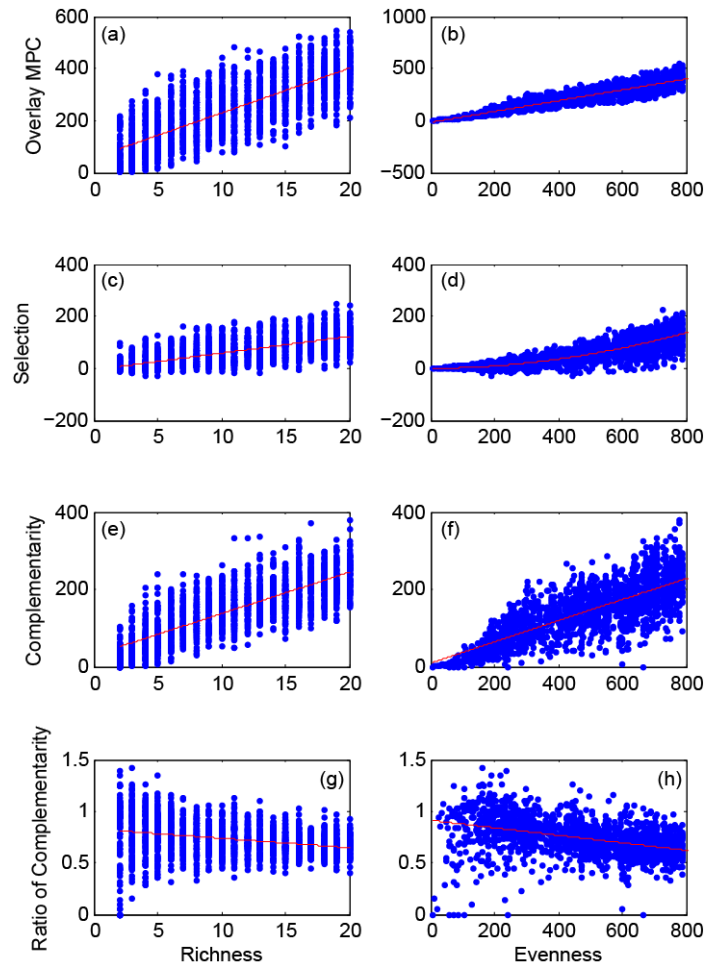 Overlay MPC
600
400
200
0
(a)
0 5 10 15 20
1000
500
0
−500
(b)
0 200 400 600 800
Selection
400
200
0
−200
(c)
0 5 10 15 20
400
200
0
−200
(d)
0 200 400 600 800
Complementarity
400
200
0
(e)
0 5 10 15 20
400
200
0
(f)
0 200 400 600 800
Ratio of Complementarity
1.5
1
0.5
0
(g)
0 5 10 15 20
Richness
1.5
1
0.5
0
(h)
0 200 400 600 800
Evenness